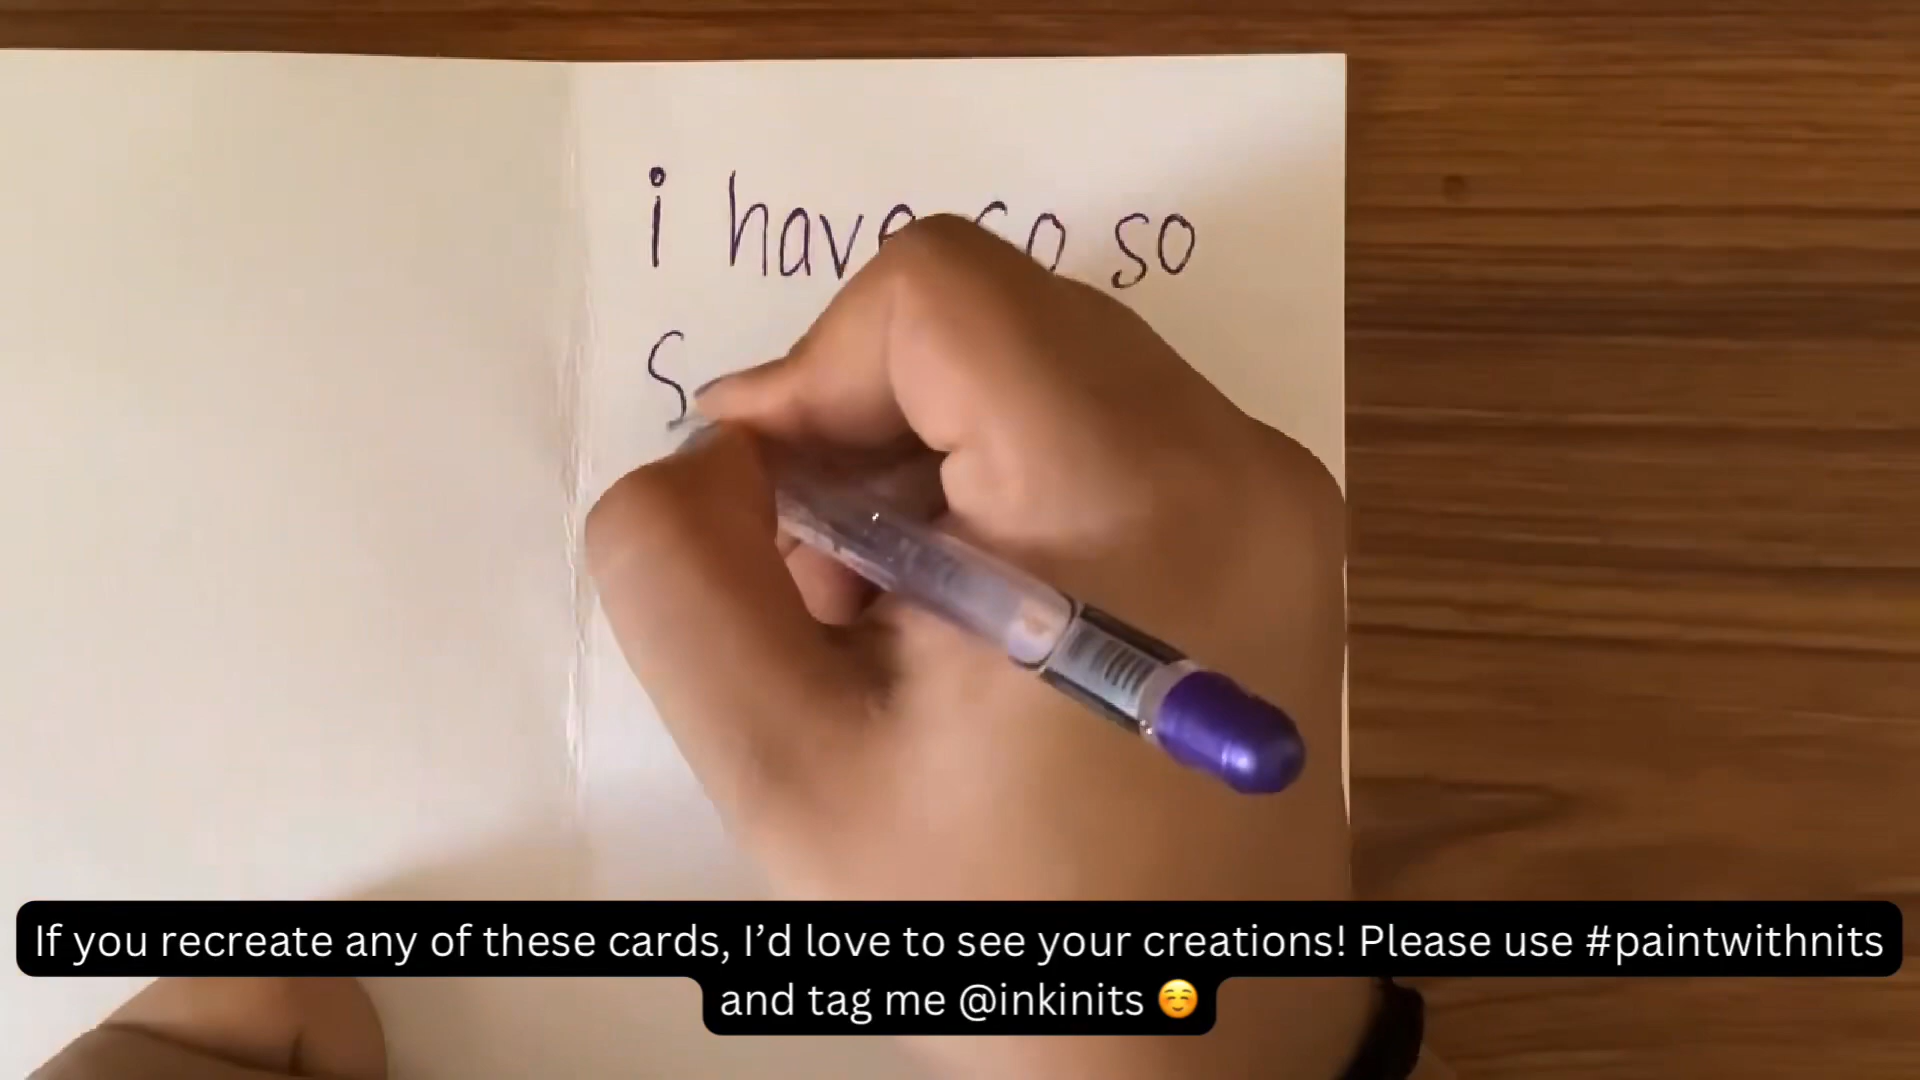 i have so so
S
If you recreate any of these cards, I’d love to see your creations! Please use #paintwithnits
and tag me @inkinits ☺️